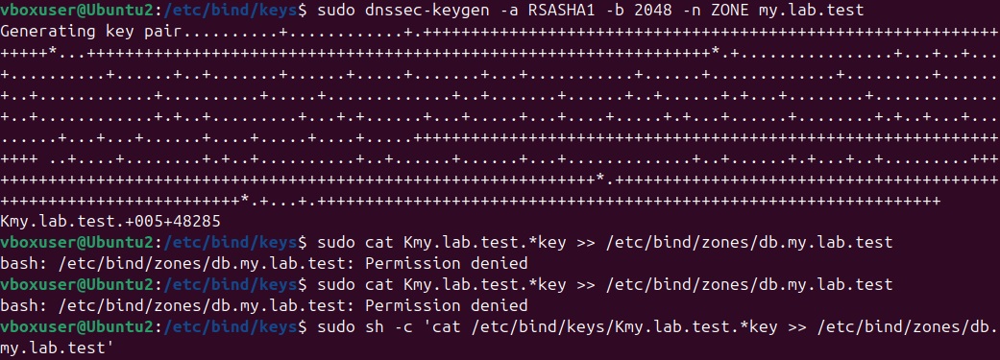 vboxuser@Ubuntu2:/etc/bind/keys$ sudo dnssec-keygen -a RSASHA1 -b 2048 -n ZONE my.lab.test
Generating key pair..........+............+.++++++++++++++++++++++++++++++++++++++++++++++++++++++++++++
+++++*...+++++++++++++++++++++++++++++++++++++++++++++++++++++++++++++++++*.+................+...+..+....
+..........+......+..+.......+......+......+.......+...+...........+......+.............+.........+.....
+..+............+..........+.....+.............+..+.......+......+..+......+.+...+........+.............
+..+............+.+..+.........+...+.+......+...+.....+...+....+.....+.+...+......+........+.+..+...+...
......+...+...+......+....+.....+....+.....+++++++++++++++++++++++++++++++++++++++++++++++++++++++++++++
++++ ..+....+........+.+..+..........+..+......+......+...+............+..+......+.+...+..+.........+++
++++++++++++++++++++++++++++++++++++++++++++++++++++++++++++++*.++++++++++++++++++++++++++++++++++++++++
+++++++++++++++++++++++++*.+...+.+++++++++++++++++++++++++++++++++++++++++++++++++++++++++++++++++
Kmy.lab.test.+005+48285
vboxuser@Ubuntu2:/etc/bind/keys$ sudo cat Kmy.lab.test.*key >> /etc/bind/zones/db.my.lab.test
bash: /etc/bind/zones/db.my.lab.test: Permission denied
vboxuser@Ubuntu2:/etc/bind/keys$ sudo cat Kmy.lab.test.*key >> /etc/bind/zones/db.my.lab.test
bash: /etc/bind/zones/db.my.lab.test: Permission denied
vboxuser@Ubuntu2:/etc/bind/keys$ sudo sh -c 'cat /etc/bind/keys/Kmy.lab.test.*key >> /etc/bind/zones/db.
my.lab.test'